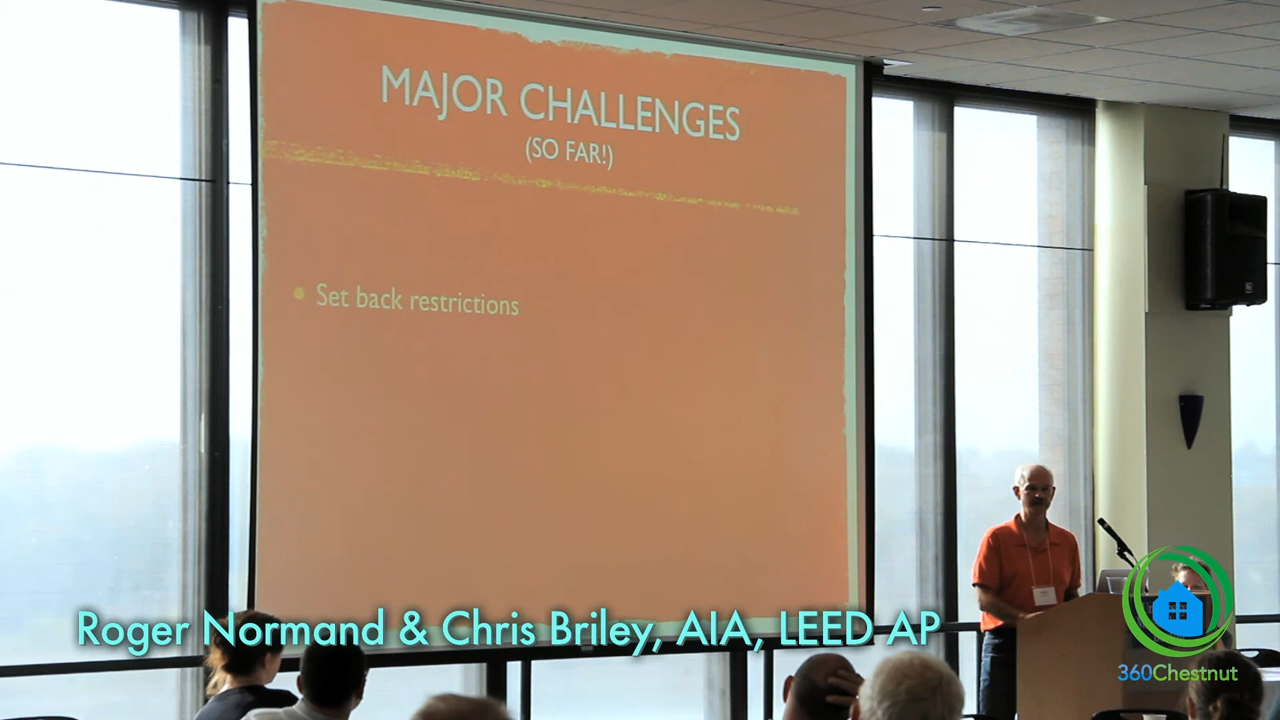 MAJOR CHALLENGES
(SO FAR!)
Set back restrictions
Roger Normand & Chris Briley, AIA, LEED AP
360Chestnut